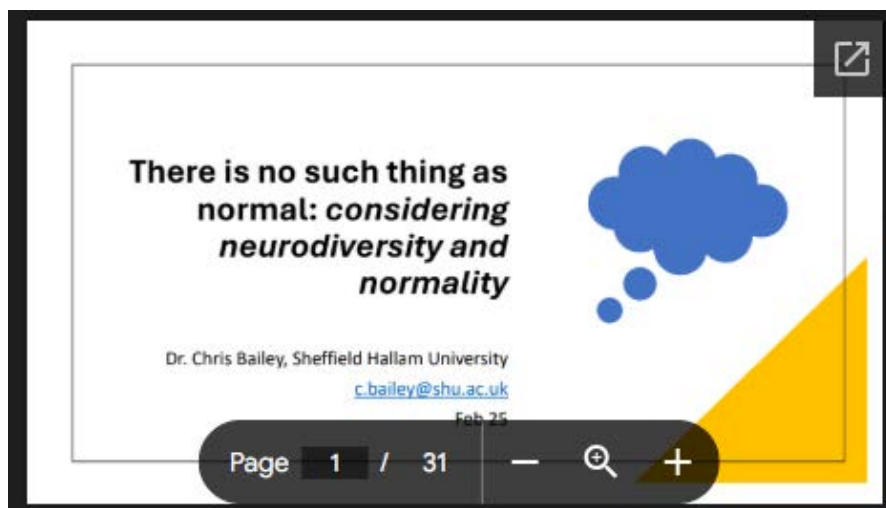 There is no such thing as
normal: considering
neurodiversity and
normality
Dr. Chris Bailey, Sheffield Hallam University
c.bailey@shu.ac.uk
Feb 25
Page 1 / 31